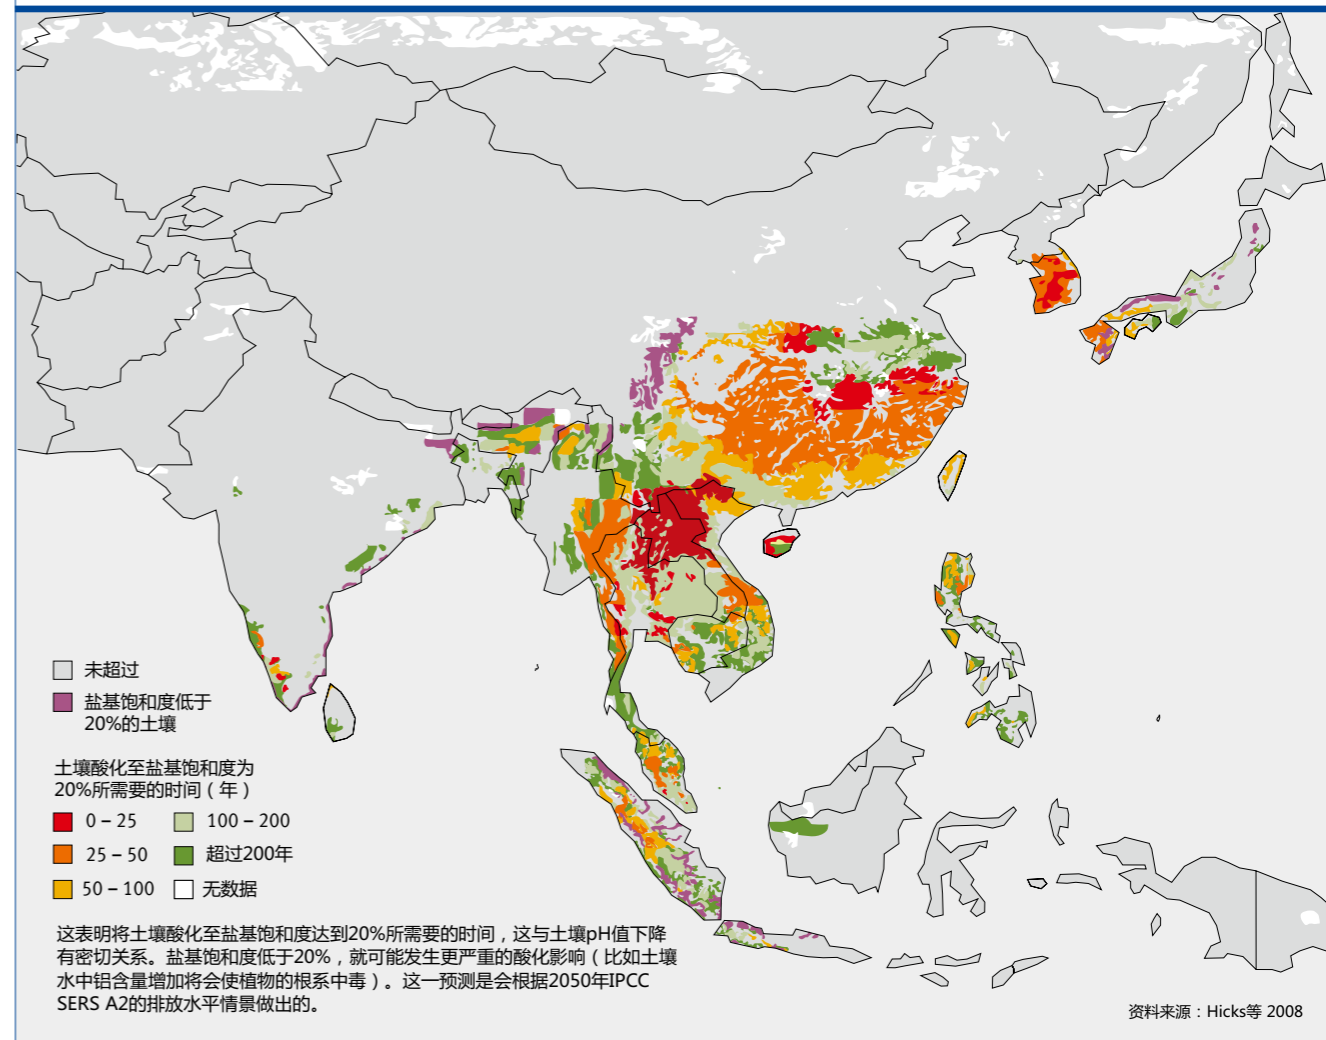 未超过
盐基饱和度低于
20%的土壤
土壤酸化至盐基饱和度为
20%所需要的时间（年）
0 – 25
100 – 200
25 – 50
超过200年
50 – 100
无数据
这表明将土壤酸化至盐基饱和度达到20%所需要的时间，这与土壤pH值下降
有密切关系。盐基饱和度低于20%，就可能发生更严重的酸化影响（比如土壤
水中铝含量增加将会使植物的根系中毒）。这一预测是会根据2050年IPCC
SERS A2的排放水平情景做出的。
资料来源：Hicks等 2008